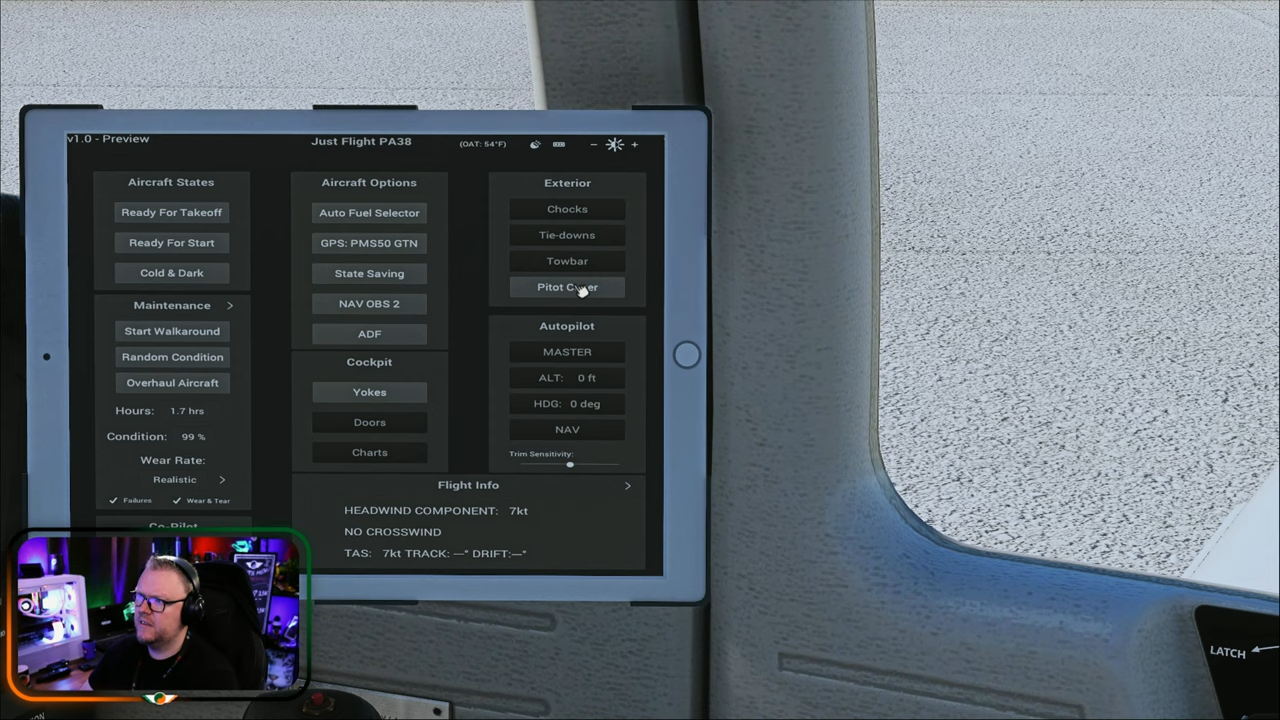 v1.0 - Preview
Just Flight PA38
(OAT: 54°F)
− +
Aircraft States
Ready For Takeoff
Ready For Start
Cold & Dark
Maintenance >
Start Walkaround
Random Condition
Overhaul Aircraft
Hours: 1.7 hrs
Condition: 99 %
Wear Rate:
Realistic >
Failures
Wear & Tear
Co-Pilot
Aircraft Options
Auto Fuel Selector
GPS: PMS50 GTN
State Saving
NAV OBS 2
ADF
Cockpit
Yokes
Doors
Charts
Exterior
Chocks
Tie-downs
Towbar
Pitot Cover
Autopilot
MASTER
ALT: 0 ft
HDG: 0 deg
NAV
Trim Sensitivity:
Flight Info >
HEADWIND COMPONENT: 7kt
NO CROSSWIND
TAS: 7kt TRACK: —° DRIFT:—°
LATCH